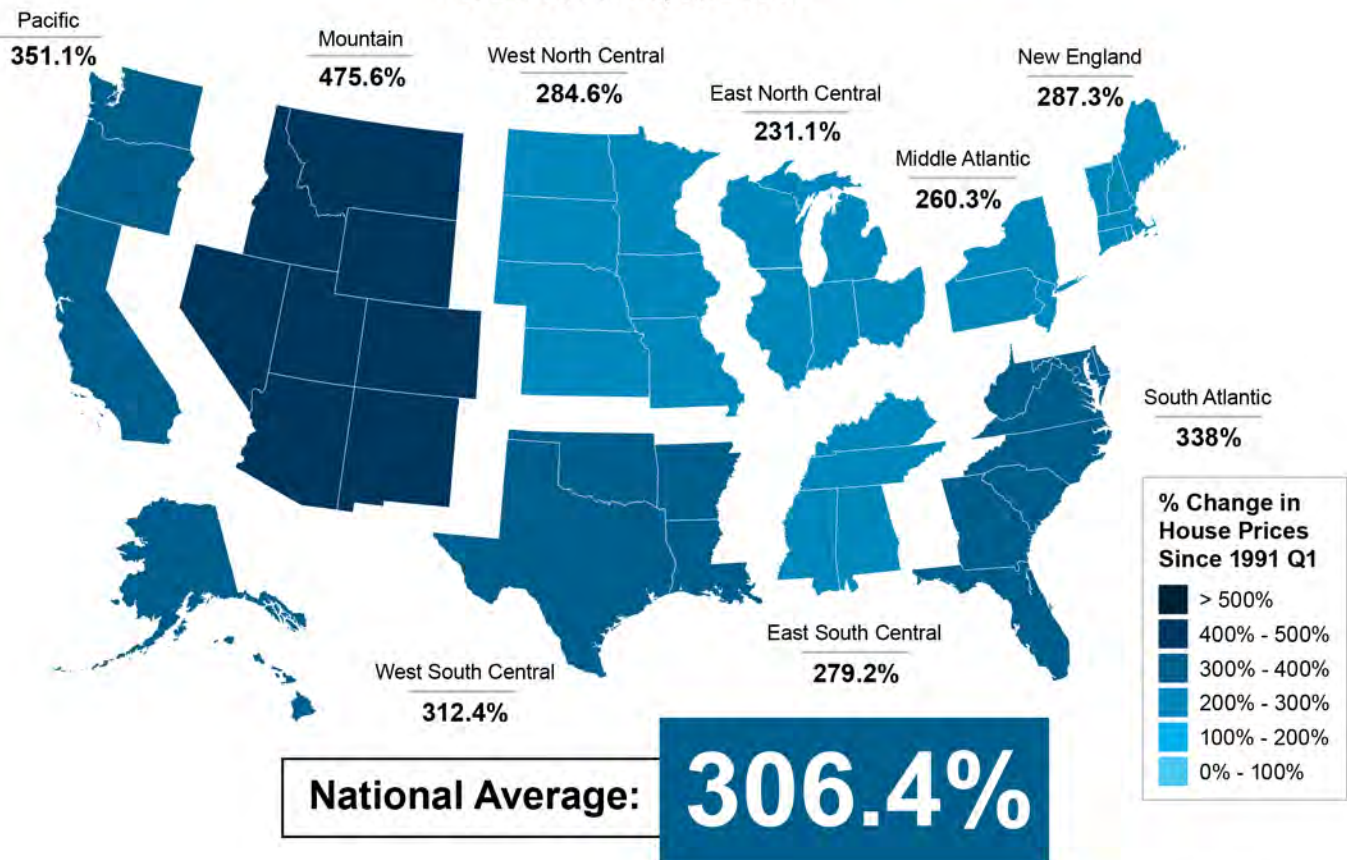 Pacific
351.1%
Mountain
475.6%
West North Central
284.6%
East North Central
231.1%
New England
287.3%
Middle Atlantic
260.3%
South Atlantic
338%
% Change in
House Prices
Since 1991 Q1
> 500%
400% - 500%
300% - 400%
200% - 300%
100% - 200%
0% - 100%
East South Central
279.2%
West South Central
312.4%
National Average:
306.4%